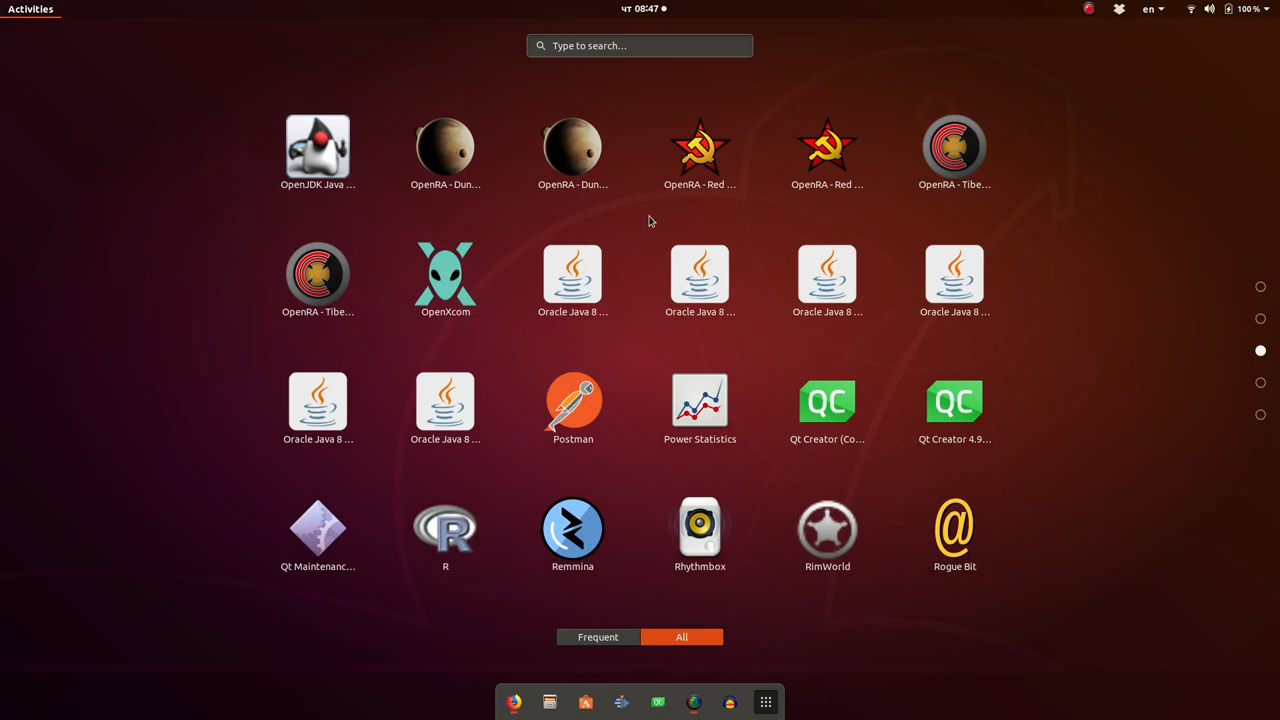 Activities
чт 08:47
en
100 %
Type to search…
OpenJDK Java …
OpenRA - Dun…
OpenRA - Dun…
OpenRA - Red …
OpenRA - Red …
OpenRA - Tibe…
OpenRA - Tibe…
OpenXcom
Oracle Java 8 …
Oracle Java 8 …
Oracle Java 8 …
Oracle Java 8 …
Oracle Java 8 …
Oracle Java 8 …
Postman
Power Statistics
QC
Qt Creator (Co…
QC
Qt Creator 4.9…
Qt Maintenanc…
R
R
Remmina
Rhythmbox
RimWorld
@
Rogue Bit
Frequent
All
QC